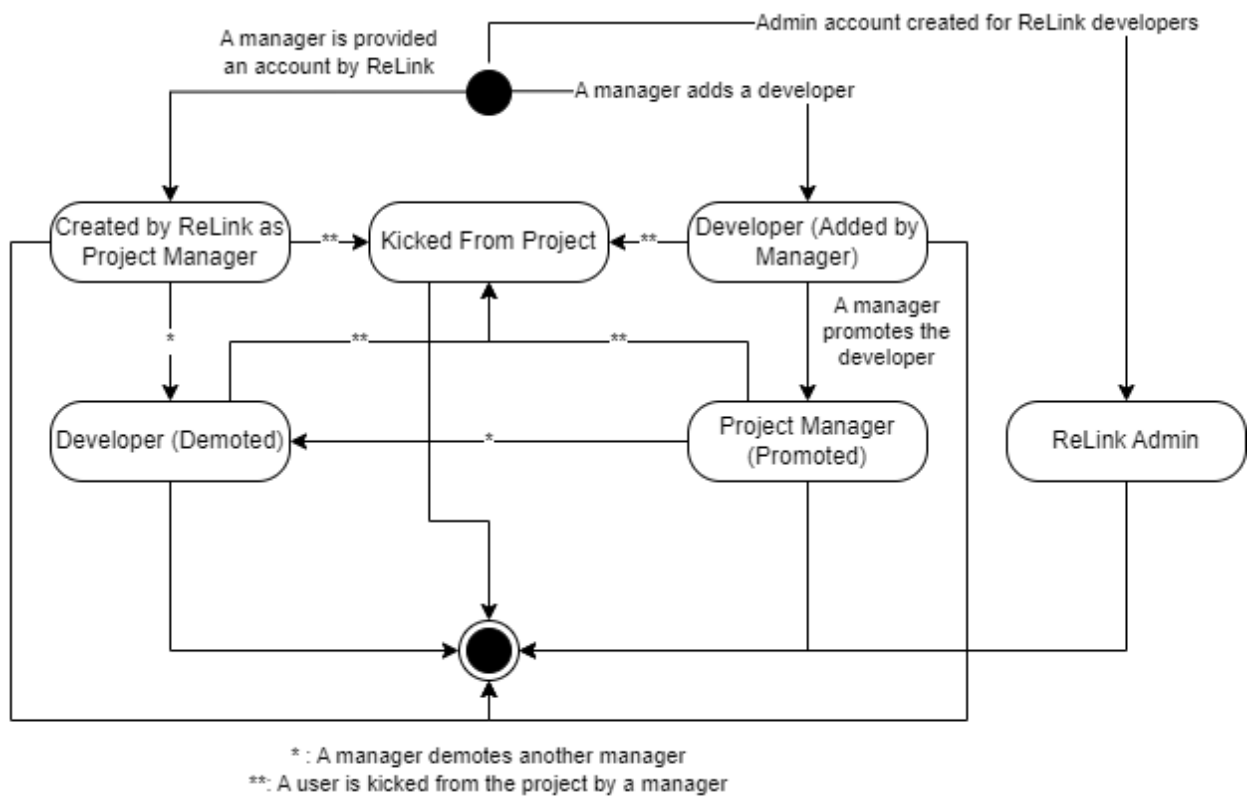 Admin account created for ReLink developers
A manager is provided
an account by ReLink
A manager adds a developer
Created by ReLink as
Project Manager
**
Kicked From Project
**
Developer (Added by
Manager)
A manager
promotes the
developer
*
**
**
Developer (Demoted)
*
Project Manager
(Promoted)
ReLink Admin
* : A manager demotes another manager
**: A user is kicked from the project by a manager